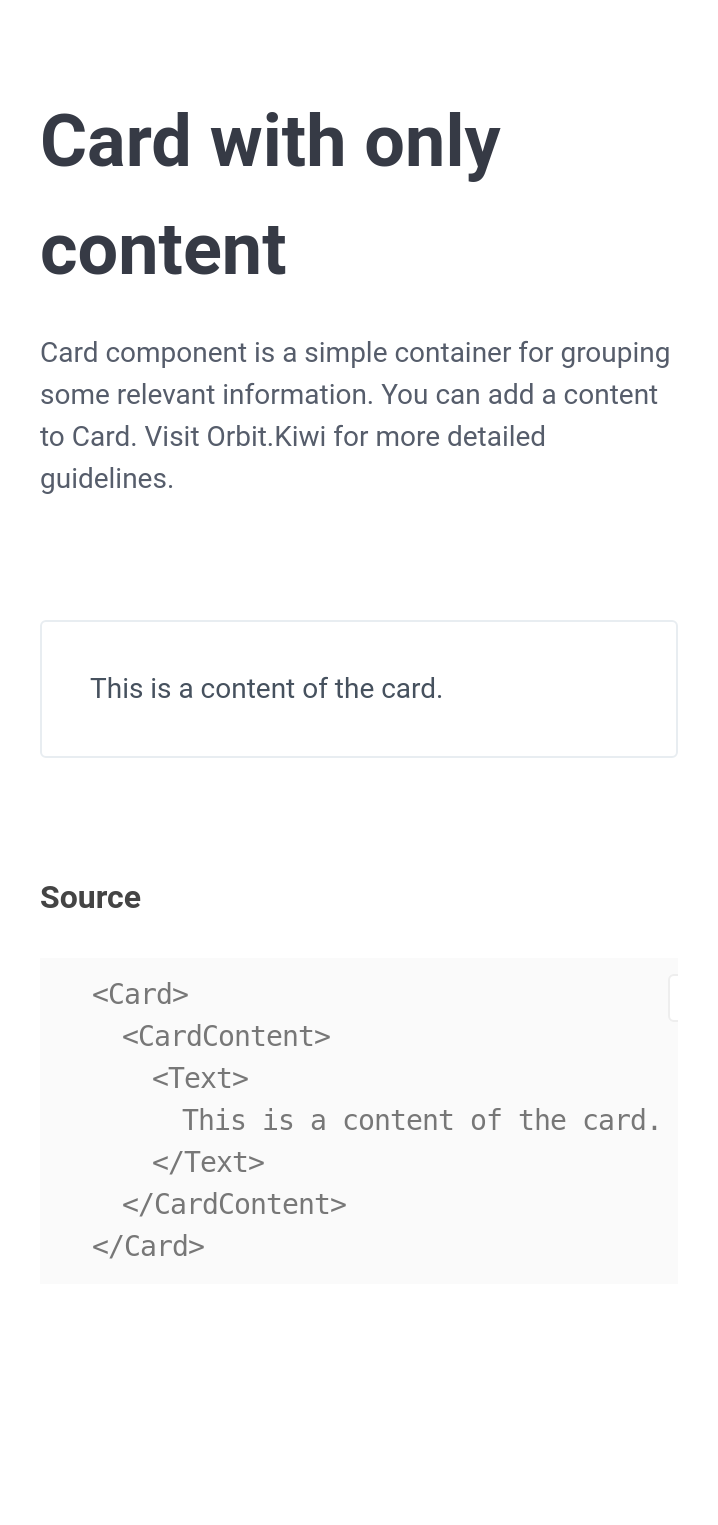 Card with only
content
Card component is a simple container for grouping
some relevant information. You can add a content
to Card. Visit Orbit.Kiwi for more detailed
guidelines.
This is a content of the card.
Source
<Card>
<CardContent>
<Text>
This is a content of the card.
</Text>
</CardContent>
</Card>